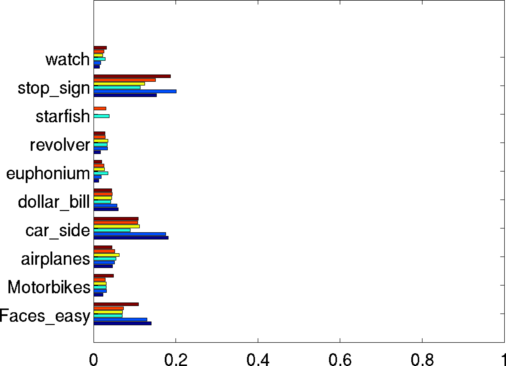 watch
stop_sign
starfish
revolver
euphonium
dollar_bill
car_side
airplanes
Motorbikes
Faces_easy
0 0.2 0.4 0.6 0.8 1